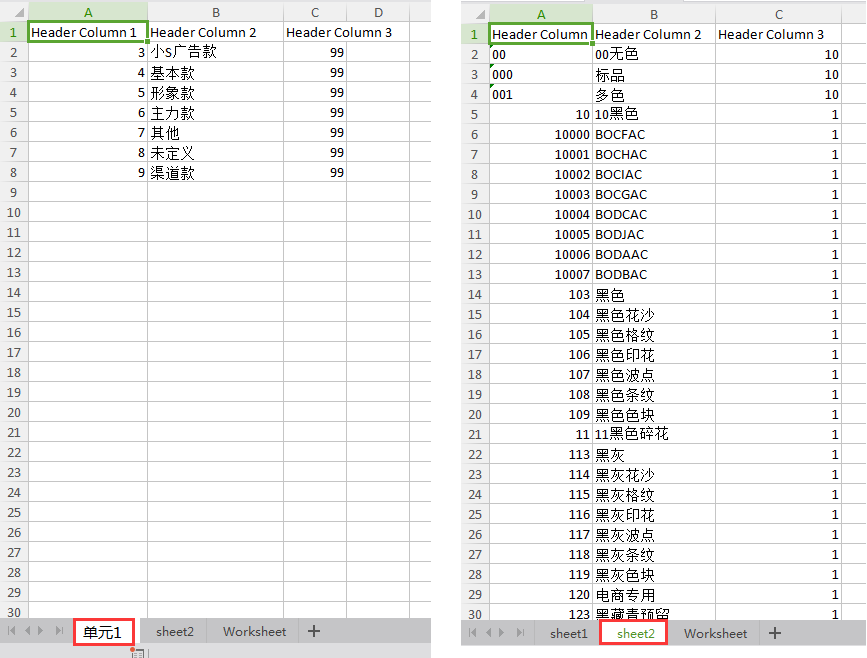 A B C D
1 Header Column 1 Header Column 2 Header Column 3
2 3 小S广告款 99
3 4 基本款 99
4 5 形象款 99
5 6 主力款 99
6 7 其他 99
7 8 未定义 99
8 9 渠道款 99
9
10
11
12
13
14
15
16
17
18
19
20
21
22
23
24
25
26
27
28
29
30
单元1 sheet2 Worksheet +
A B C
1 Header Column Header Column 2 Header Column 3
2 00 00无色 10
3 000 标品 10
4 001 多色 10
5 10 10黑色 1
6 10000 BOCFAC 1
7 10001 BOCHAC 1
8 10002 BOCIAC 1
9 10003 BOCGAC 1
10 10004 BODCAC 1
11 10005 BODJAC 1
12 10006 BODAAC 1
13 10007 BODBAC 1
14 103 黑色 1
15 104 黑色花沙 1
16 105 黑色格纹 1
17 106 黑色印花 1
18 107 黑色波点 1
19 108 黑色条纹 1
20 109 黑色色块 1
21 11 11黑色碎花 1
22 113 黑灰 1
23 114 黑灰花沙 1
24 115 黑灰格纹 1
25 116 黑灰印花 1
26 117 黑灰波点 1
27 118 黑灰条纹 1
28 119 黑灰色块 1
29 120 电商专用 1
30 123 黑藏青预留 1
sheet1 sheet2 Worksheet +